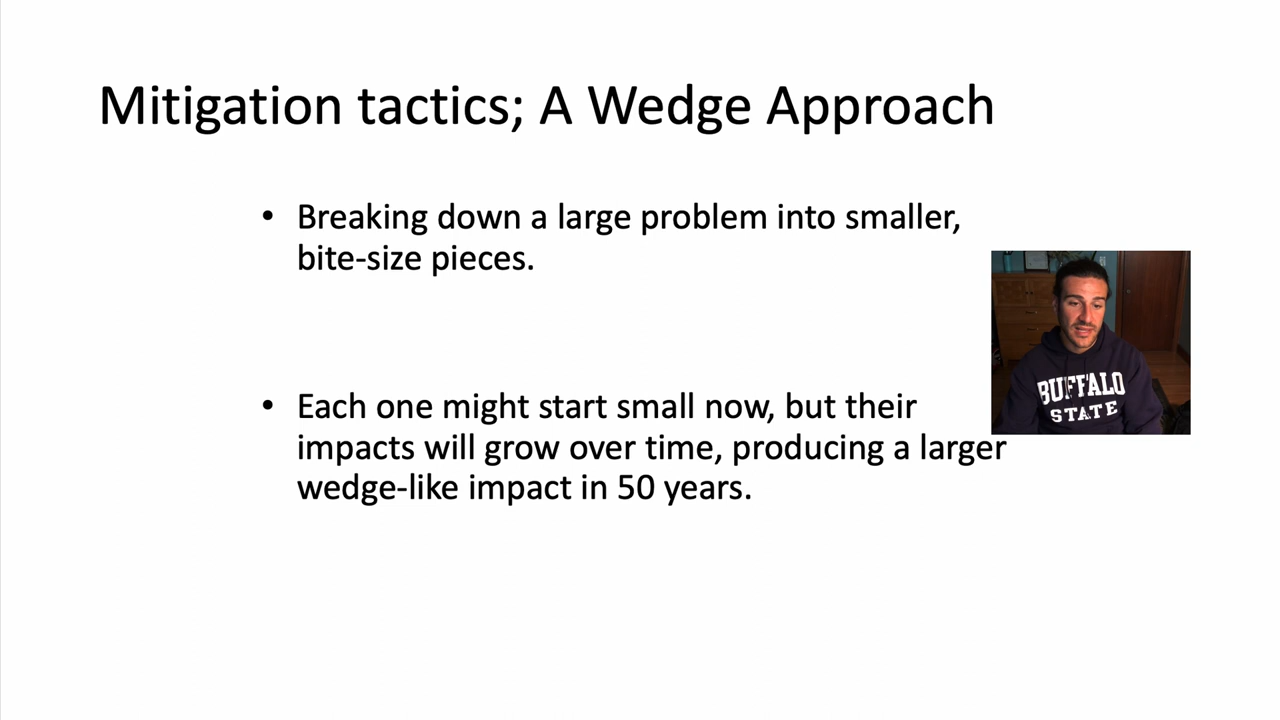 Mitigation tactics; A Wedge Approach
• Breaking down a large problem into smaller,
bite-size pieces.
• Each one might start small now, but their
impacts will grow over time, producing a larger
wedge-like impact in 50 years.
BUFFALO
STATE